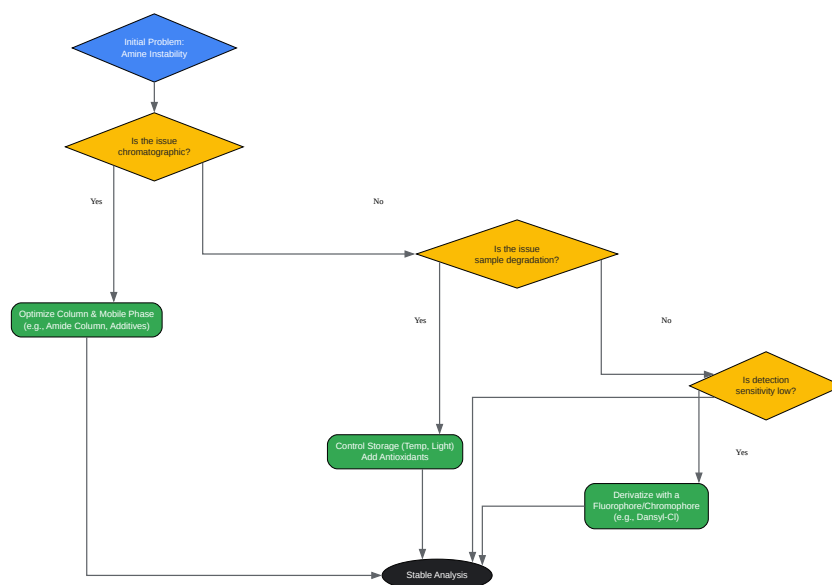 Initial Problem:
Amine Instability
Is the issue
chromatographic?
Yes
No
Is the issue
sample degradation?
Optimize Column & Mobile Phase
(e.g., Amide Column, Additives)
Yes
No
Is detection
sensitivity low?
Control Storage (Temp, Light)
Add Antioxidants
Yes
Derivatize with a
Fluorophore/Chromophore
(e.g., Dansyl-Cl)
Stable Analysis